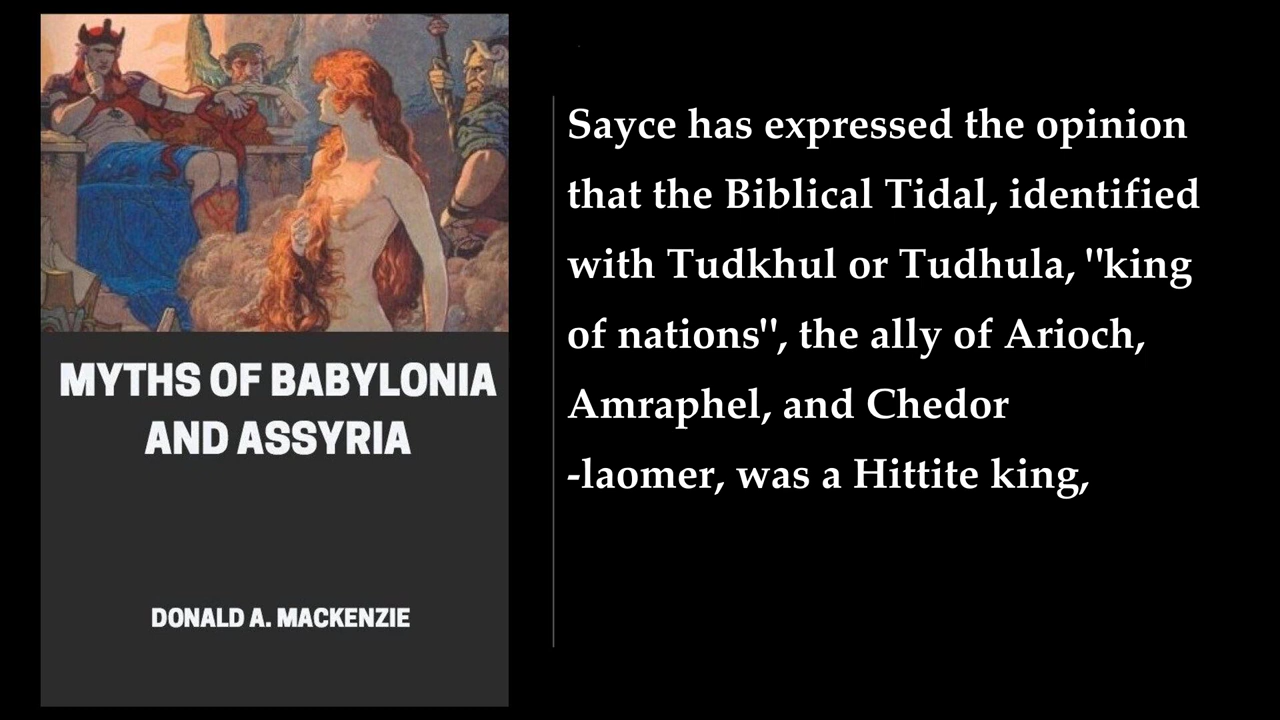 MYTHS OF BABYLONIA
AND ASSYRIA
DONALD A. MACKENZIE
Sayce has expressed the opinion
that the Biblical Tidal, identified
with Tudkhul or Tudhula, "king
of nations", the ally of Arioch,
Amraphel, and Chedor
-laomer, was a Hittite king,